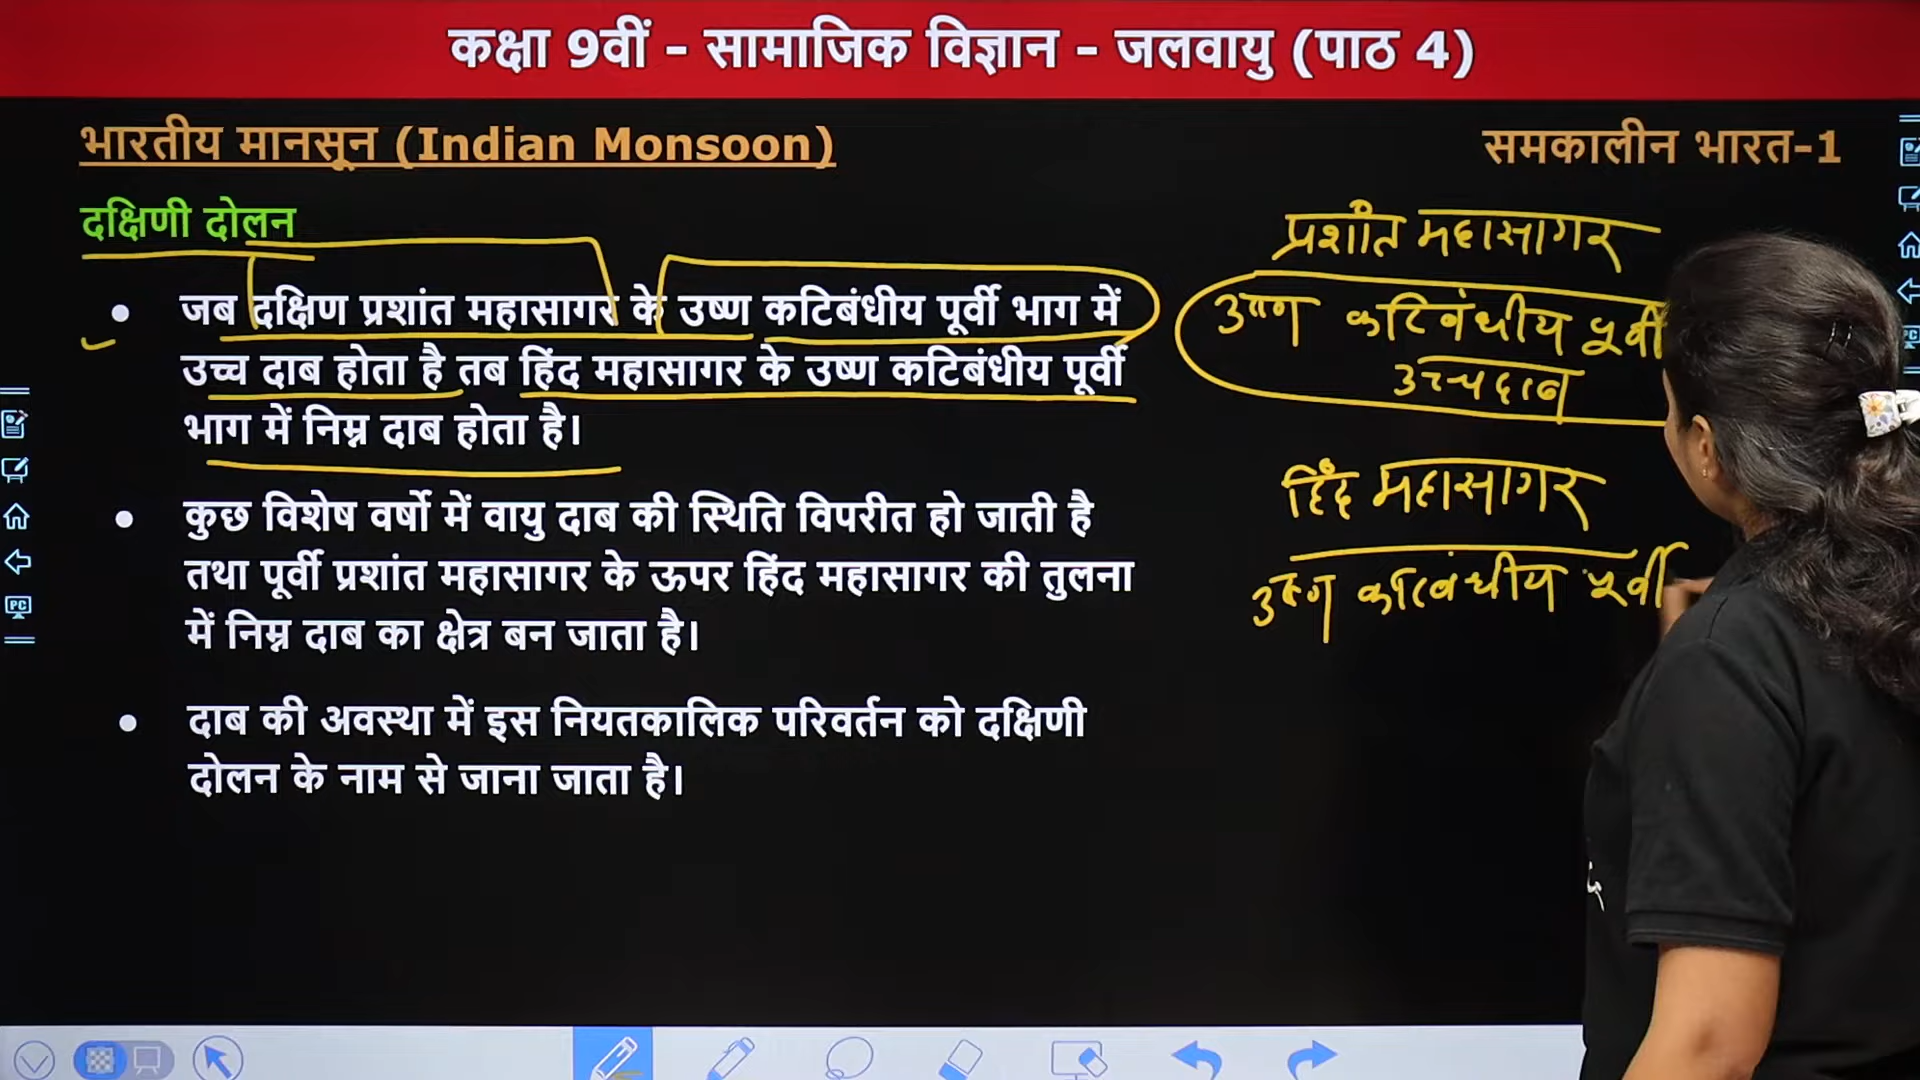 कक्षा 9वीं - सामाजिक विज्ञान - जलवायु (पाठ 4)
भारतीय मानसून (Indian Monsoon)
समकालीन भारत-1
दक्षिणी दोलन
• जब दक्षिण प्रशांत महासागर के उष्ण कटिबंधीय पूर्वी भाग में
उच्च दाब होता है तब हिंद महासागर के उष्ण कटिबंधीय पूर्वी
भाग में निम्न दाब होता है।
• कुछ विशेष वर्षो में वायु दाब की स्थिति विपरीत हो जाती है
तथा पूर्वी प्रशांत महासागर के ऊपर हिंद महासागर की तुलना
में निम्न दाब का क्षेत्र बन जाता है।
• दाब की अवस्था में इस नियतकालिक परिवर्तन को दक्षिणी
दोलन के नाम से जाना जाता है।
प्रशांत महासागर
उष्ण कटिबंधीय पूर्वी
उच्चदाब
हिंद महासागर
उष्ण कटिबंधीय पूर्वी
PC